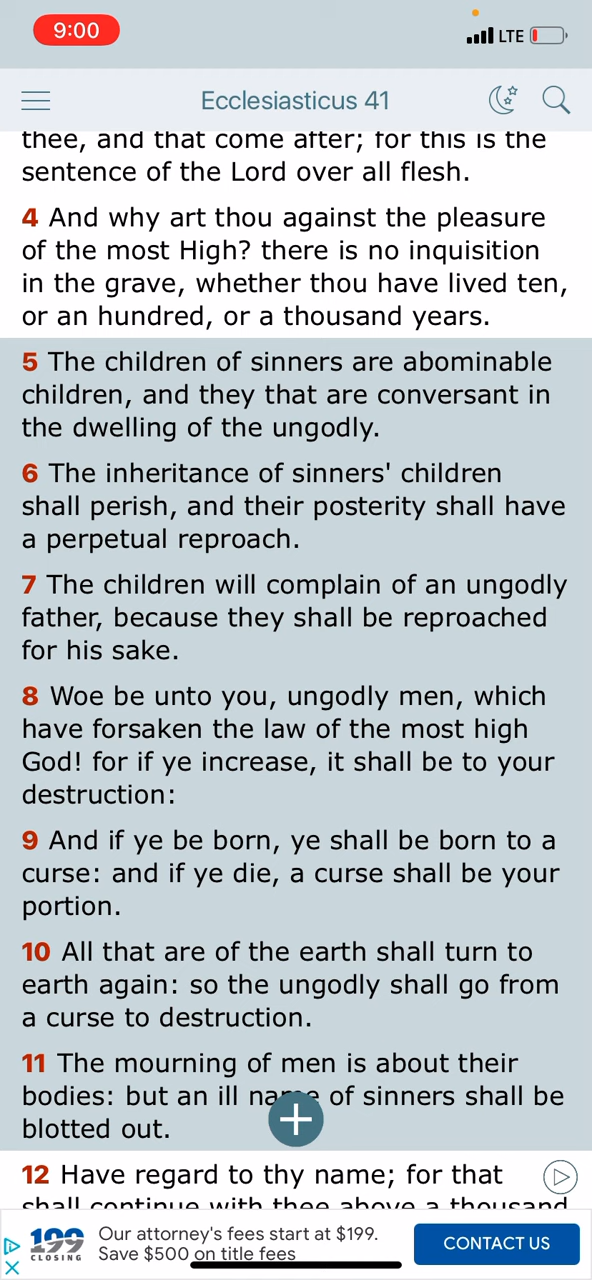 9:00
LTE
Ecclesiasticus 41
thee, and that come after; for this is the
sentence of the Lord over all flesh.
4 And why art thou against the pleasure
of the most High? there is no inquisition
in the grave, whether thou have lived ten,
or an hundred, or a thousand years.
5 The children of sinners are abominable
children, and they that are conversant in
the dwelling of the ungodly.
6 The inheritance of sinners' children
shall perish, and their posterity shall have
a perpetual reproach.
7 The children will complain of an ungodly
father, because they shall be reproached
for his sake.
8 Woe be unto you, ungodly men, which
have forsaken the law of the most high
God! for if ye increase, it shall be to your
destruction:
9 And if ye be born, ye shall be born to a
curse: and if ye die, a curse shall be your
portion.
10 All that are of the earth shall turn to
earth again: so the ungodly shall go from
a curse to destruction.
11 The mourning of men is about their
bodies: but an ill name of sinners shall be
blotted out.
12 Have regard to thy name; for that
shall continue with thee above a thousand
199
CLOSING
Our attorney's fees start at $199.
Save $500 on title fees
CONTACT US